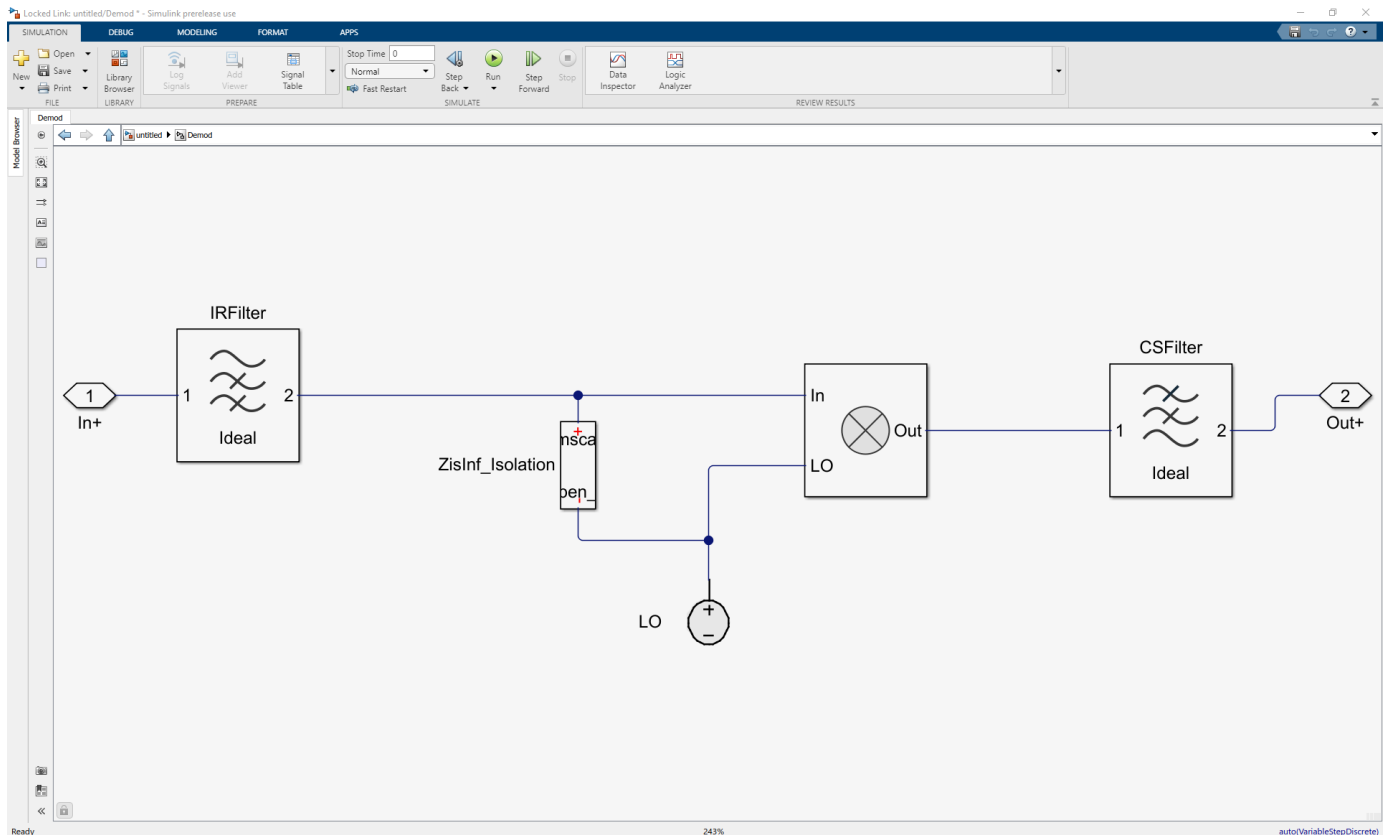 Locked Link: untitled/Demod * - Simulink prerelease use
SIMULATION DEBUG MODELING FORMAT APPS
New
Open
Save
Print
FILE
Library
Browser
LIBRARY
Log
Signals
Add
Viewer
Signal
Table
PREPARE
Stop Time 0
Normal
Fast Restart
Step
Back
Run
Step
Forward
Stop
SIMULATE
Data
Inspector
Logic
Analyzer
REVIEW RESULTS
Model Browser
Demod
untitled Demod
IRFilter
1 2
Ideal
1
In+
ZisInf_Isolation
+
nsca
pen_
LO
+
−
In
LO
Out
CSFilter
1 2
Ideal
2
Out+
Ready 243% auto(VariableStepDiscrete)